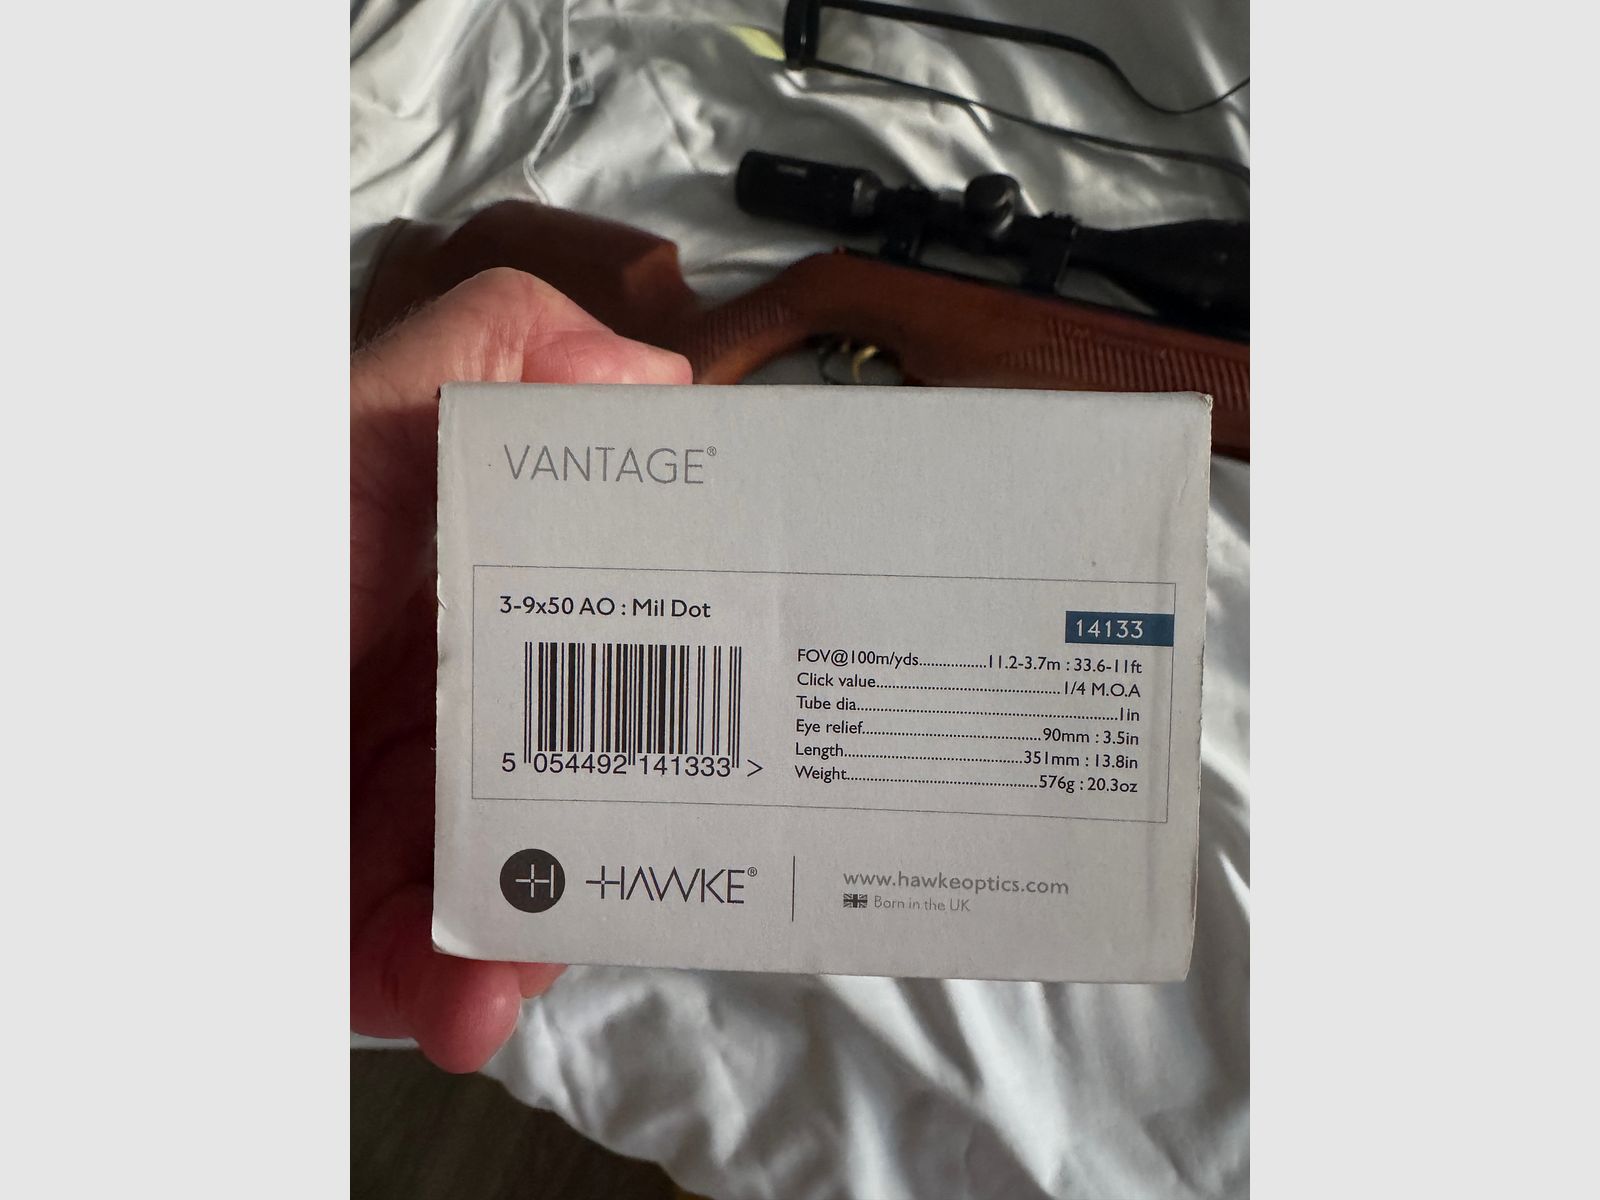 VANTAGE®
3-9x50 AO : Mil Dot
14133
FOV@100m/yds................11.2-3.7m : 33.6-11ft
Click value............................................1/4 M.O.A
Tube dia...............................................................1in
Eye relief...........................................90mm : 3.5in
Length...........................................351mm : 13.8in
Weight..............................................576g : 20.3oz
5 054492 141333 >
H HAWKE®
www.hawkeoptics.com
Born in the UK